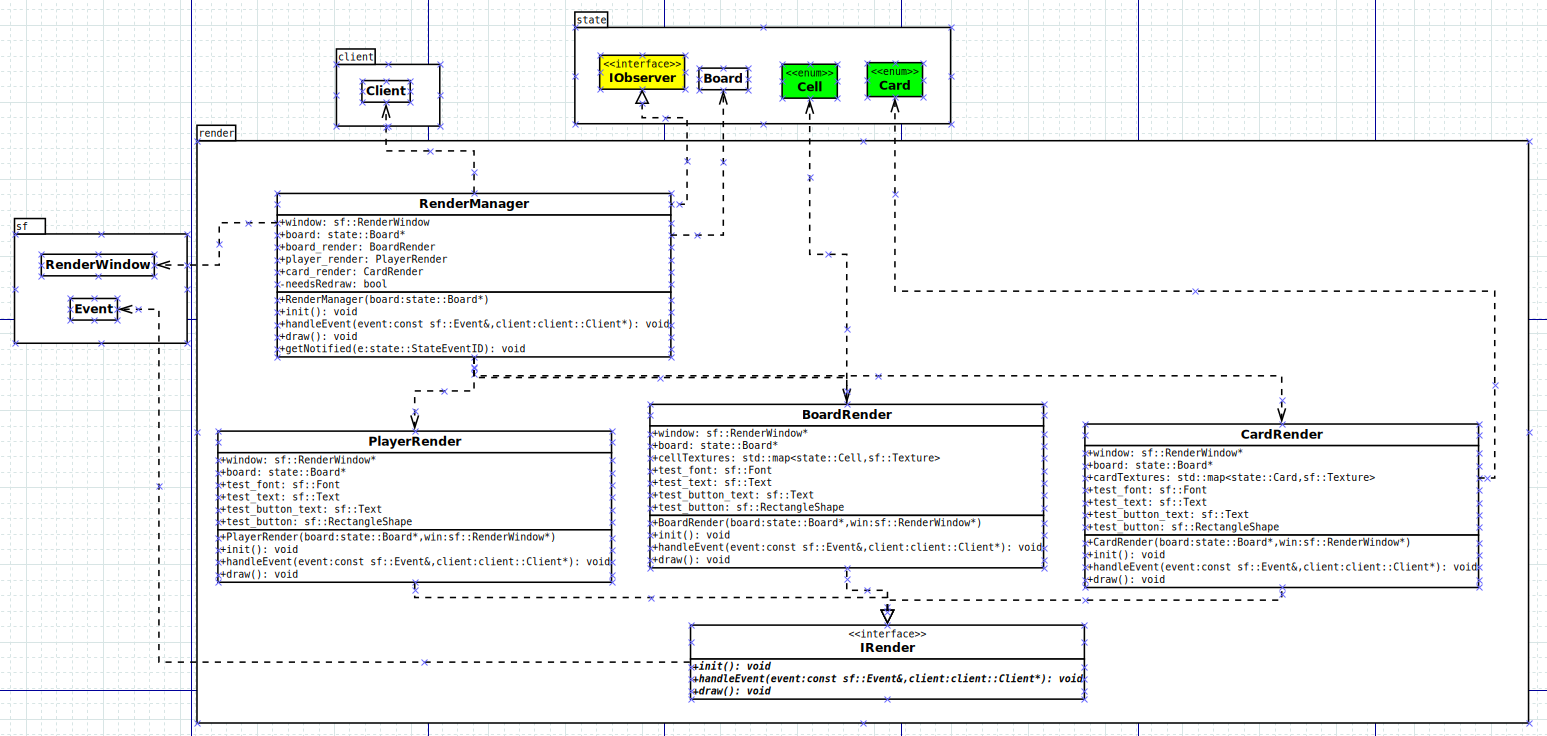 state
<<interface>>
IObserver
Board
<<enum>>
Cell
<<enum>>
Card
client
Client
render
sf
RenderWindow
Event
RenderManager
+window: sf::RenderWindow
+board: state::Board*
+board_render: BoardRender
+player_render: PlayerRender
+card_render: CardRender
-needsRedraw: bool
+RenderManager(board:state::Board*)
+init(): void
+handleEvent(event:const sf::Event&,client:client::Client*): void
+draw(): void
+getNotified(e:state::StateEventID): void
PlayerRender
+window: sf::RenderWindow*
+board: state::Board*
+test_font: sf::Font
+test_text: sf::Text
+test_button_text: sf::Text
+test_button: sf::RectangleShape
+PlayerRender(board:state::Board*,win:sf::RenderWindow*)
+init(): void
+handleEvent(event:const sf::Event&,client:client::Client*): void
+draw(): void
BoardRender
+window: sf::RenderWindow*
+board: state::Board*
+cellTextures: std::map<state::Cell,sf::Texture>
+test_font: sf::Font
+test_text: sf::Text
+test_button_text: sf::Text
+test_button: sf::RectangleShape
+BoardRender(board:state::Board*,win:sf::RenderWindow*)
+init(): void
+handleEvent(event:const sf::Event&,client:client::Client*): void
+draw(): void
CardRender
+window: sf::RenderWindow*
+board: state::Board*
+cardTextures: std::map<state::Card,sf::Texture>
+test_font: sf::Font
+test_text: sf::Text
+test_button_text: sf::Text
+test_button: sf::RectangleShape
+CardRender(board:state::Board*,win:sf::RenderWindow*)
+init(): void
+handleEvent(event:const sf::Event&,client:client::Client*): void
+draw(): void
<<interface>>
IRender
+init(): void
+handleEvent(event:const sf::Event&,client:client::Client*): void
+draw(): void